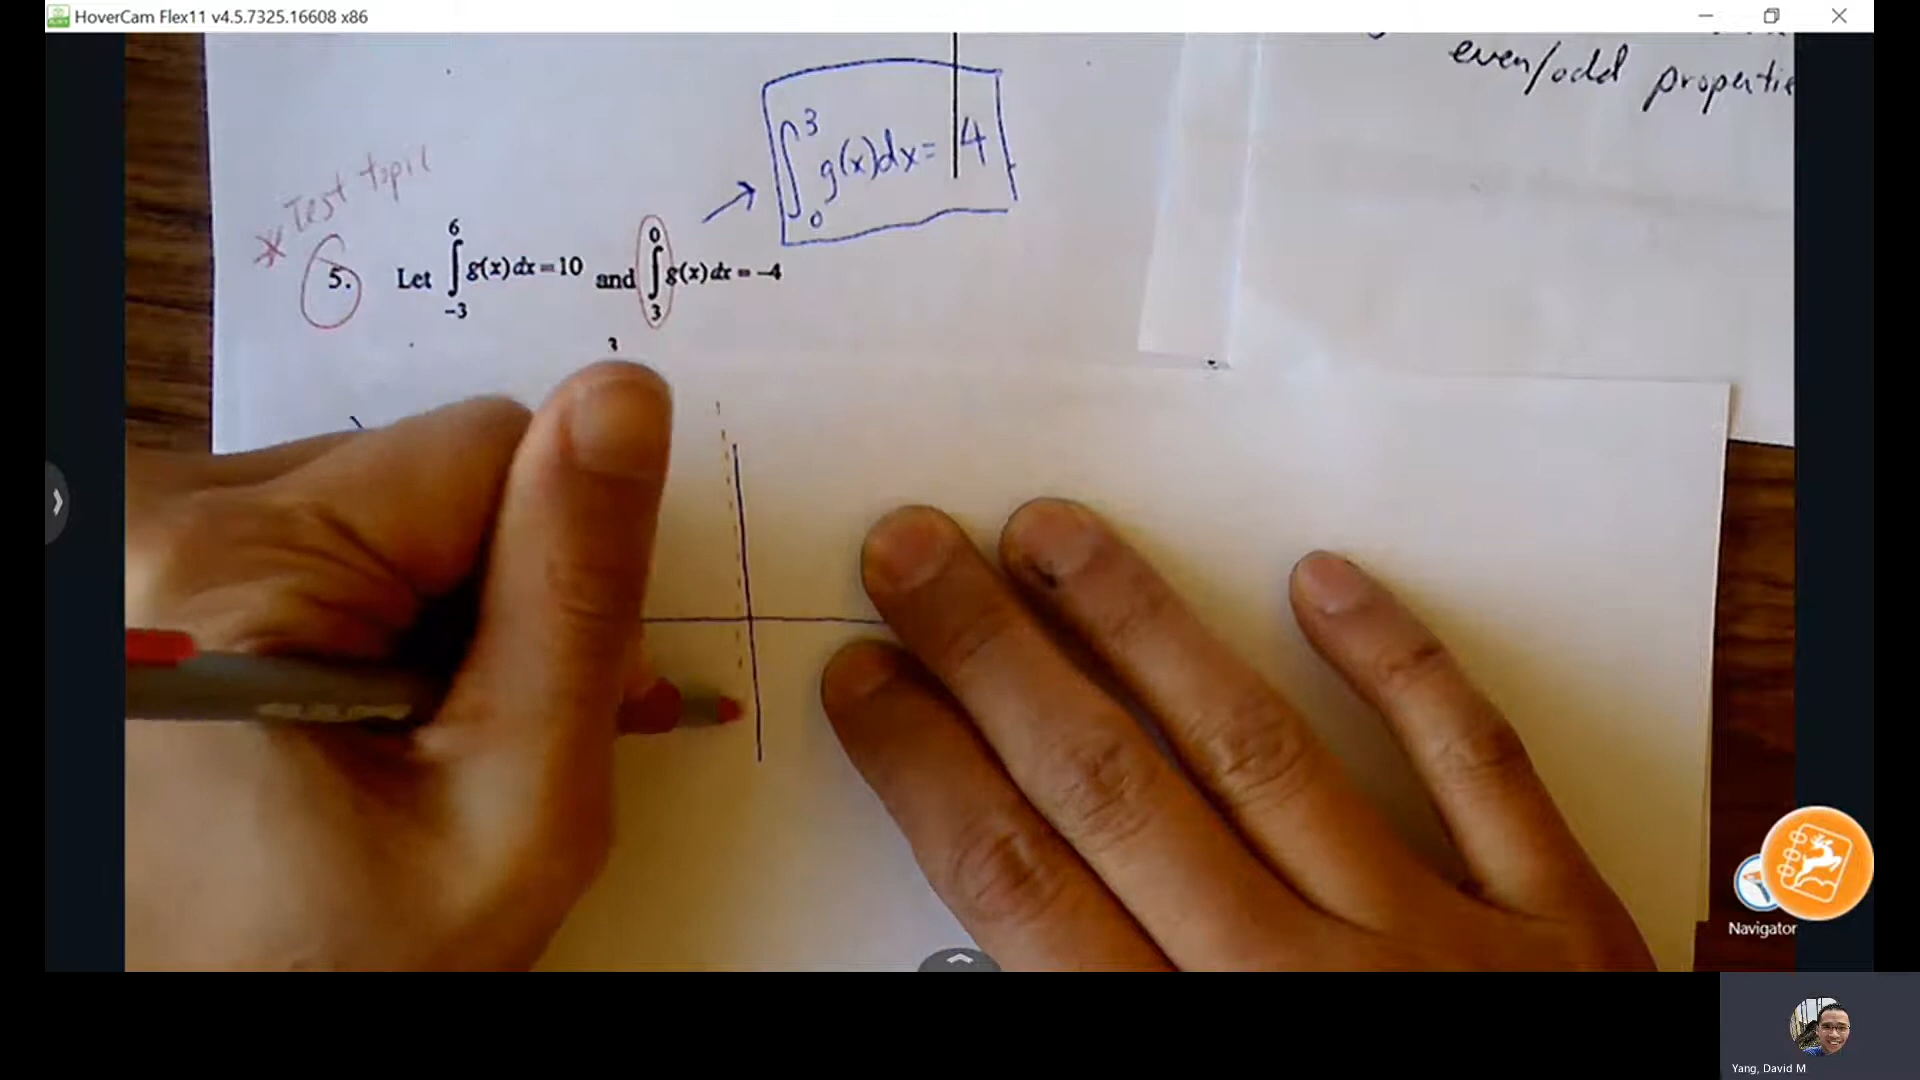 HoverCam Flex11 v4.5.7325.16608 x86
even/odd
∫₀³ g(x)dx = 4
* Test topic
5. Let ∫₋₃⁶ g(x) dx = 10 and ∫₃⁰ g(x) dx = -4
3
Navigator
Yang, David M